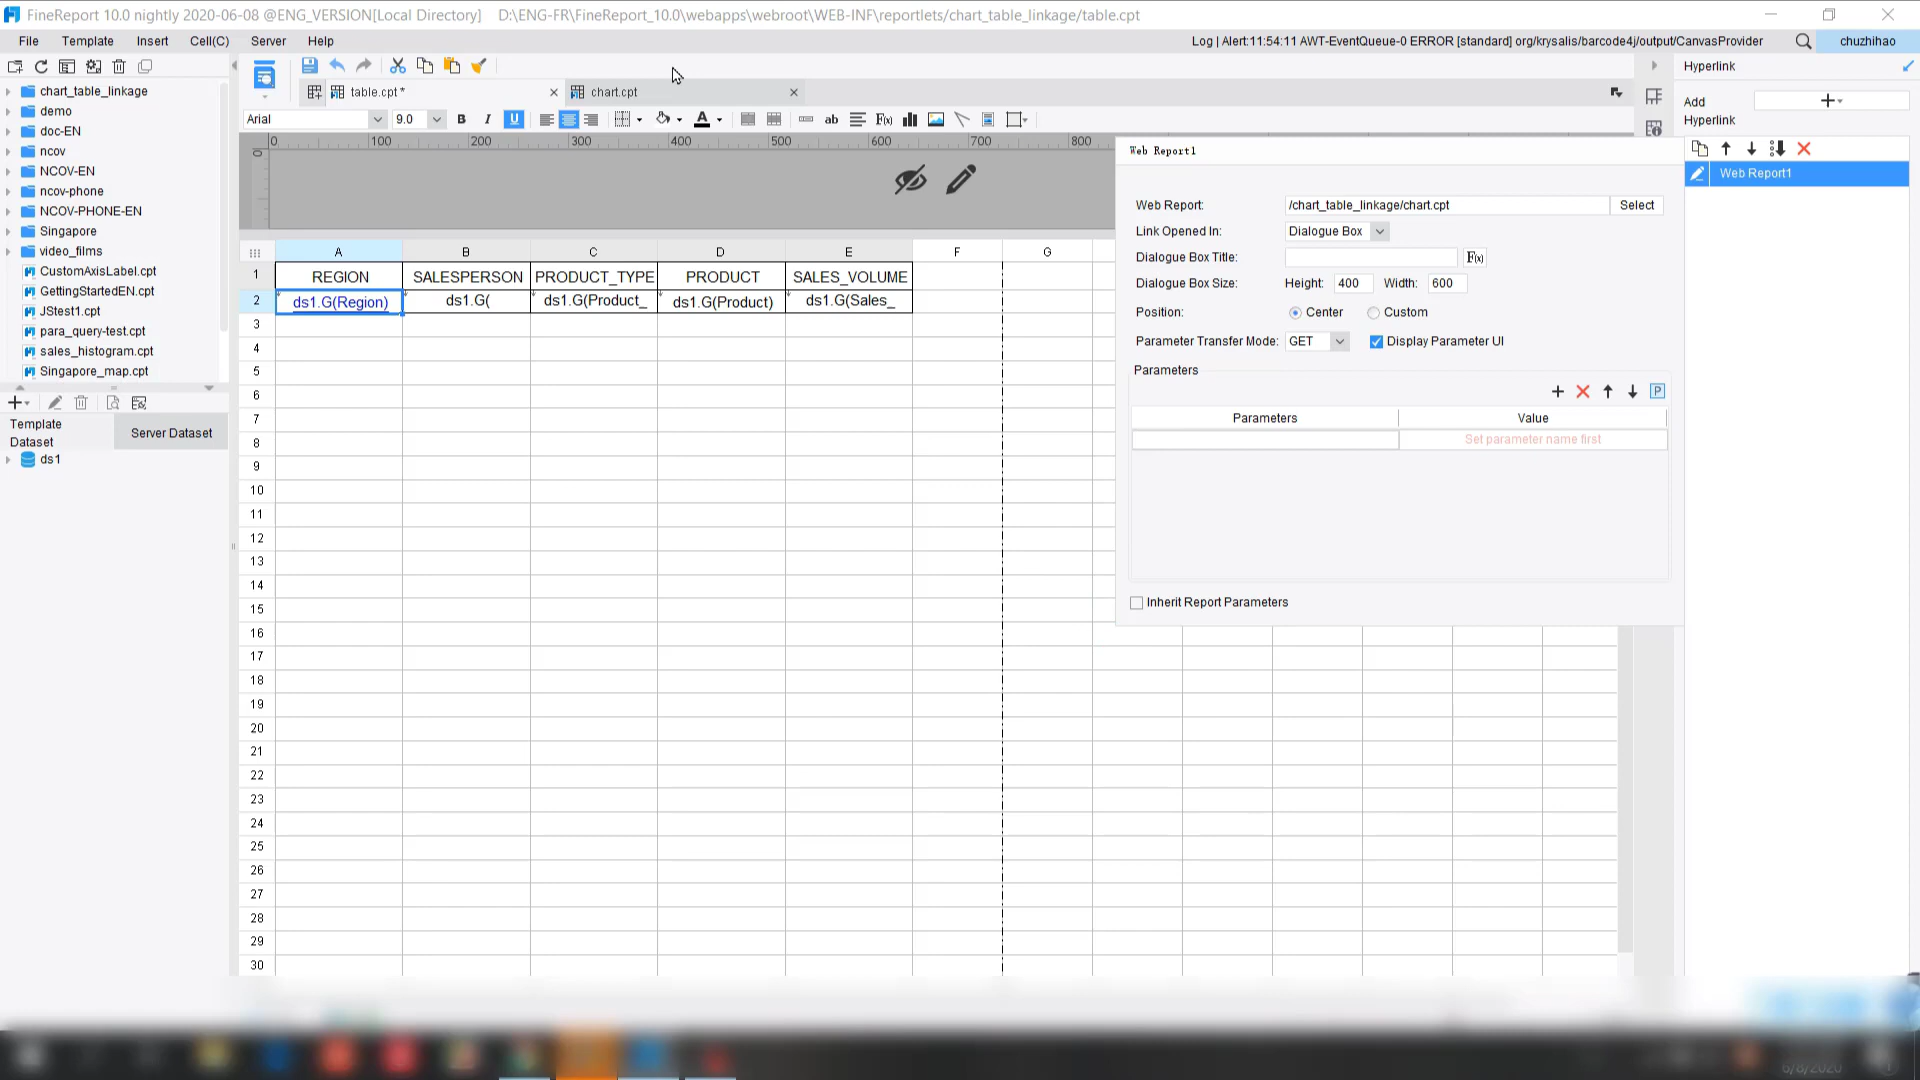 FineReport 10.0 nightly 2020-06-08 @ENG_VERSION[Local Directory] D:\ENG-FR\FineReport_10.0\webapps\webroot\WEB-INF\reportlets/chart_table_linkage/table.cpt
File Template Insert Cell(C) Server Help
Log | Alert:11:54:11 AWT-EventQueue-0 ERROR [standard] org/krysalis/barcode4j/output/CanvasProvider
chuzhihao
table.cpt *
chart.cpt
Arial 9.0 B I U A ab F(x)
chart_table_linkage
demo
doc-EN
ncov
NCOV-EN
ncov-phone
NCOV-PHONE-EN
Singapore
video_films
CustomAxisLabel.cpt
GettingStartedEN.cpt
JStest1.cpt
para_query-test.cpt
sales_histogram.cpt
Singapore_map.cpt
Template Dataset
Server Dataset
ds1
0 100 200 300 400 500 600 700 800
0
A B C D E F G
1 REGION SALESPERSON PRODUCT_TYPE PRODUCT SALES_VOLUME
2 ds1.G(Region) ds1.G( ds1.G(Product_ ds1.G(Product) ds1.G(Sales_
3
4
5
6
7
8
9
10
11
12
13
14
15
16
17
18
19
20
21
22
23
24
25
26
27
28
29
30
Web Report1
Web Report: /chart_table_linkage/chart.cpt Select
Link Opened In: Dialogue Box
Dialogue Box Title: F(x)
Dialogue Box Size: Height: 400 Width: 600
Position: Center Custom
Parameter Transfer Mode: GET Display Parameter UI
Parameters
P
Parameters Value
Set parameter name first
Inherit Report Parameters
Hyperlink
Add
Hyperlink
Web Report1
6/8/2020